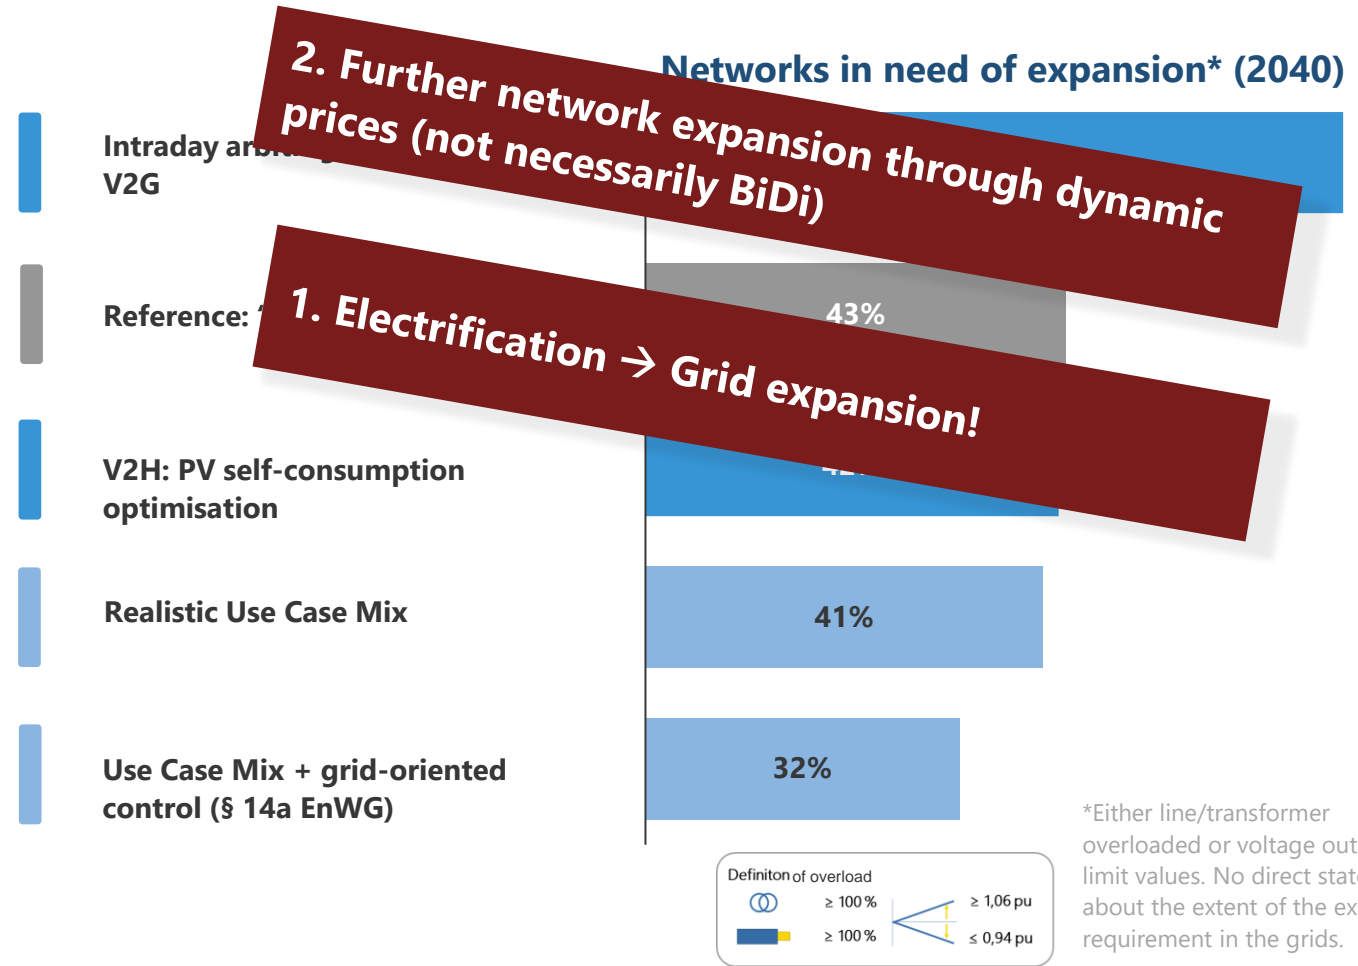 Networks in need of expansion* (2040)
2. Further network expansion through dynamic
prices (not necessarily BiDi)
Intraday
V2G
43%
Reference:
1. Electrification → Grid expansion!
V2H: PV self-consumption
optimisation
Realistic Use Case Mix
41%
Use Case Mix + grid-oriented
control (§ 14a EnWG)
32%
*Either line/transformer
overloaded or voltage out
limit values. No direct
about the extent of the
requirement in the grids.
Definiton of overload
≥ 100 %
≥ 1,06 pu
≥ 100 %
≤ 0,94 pu